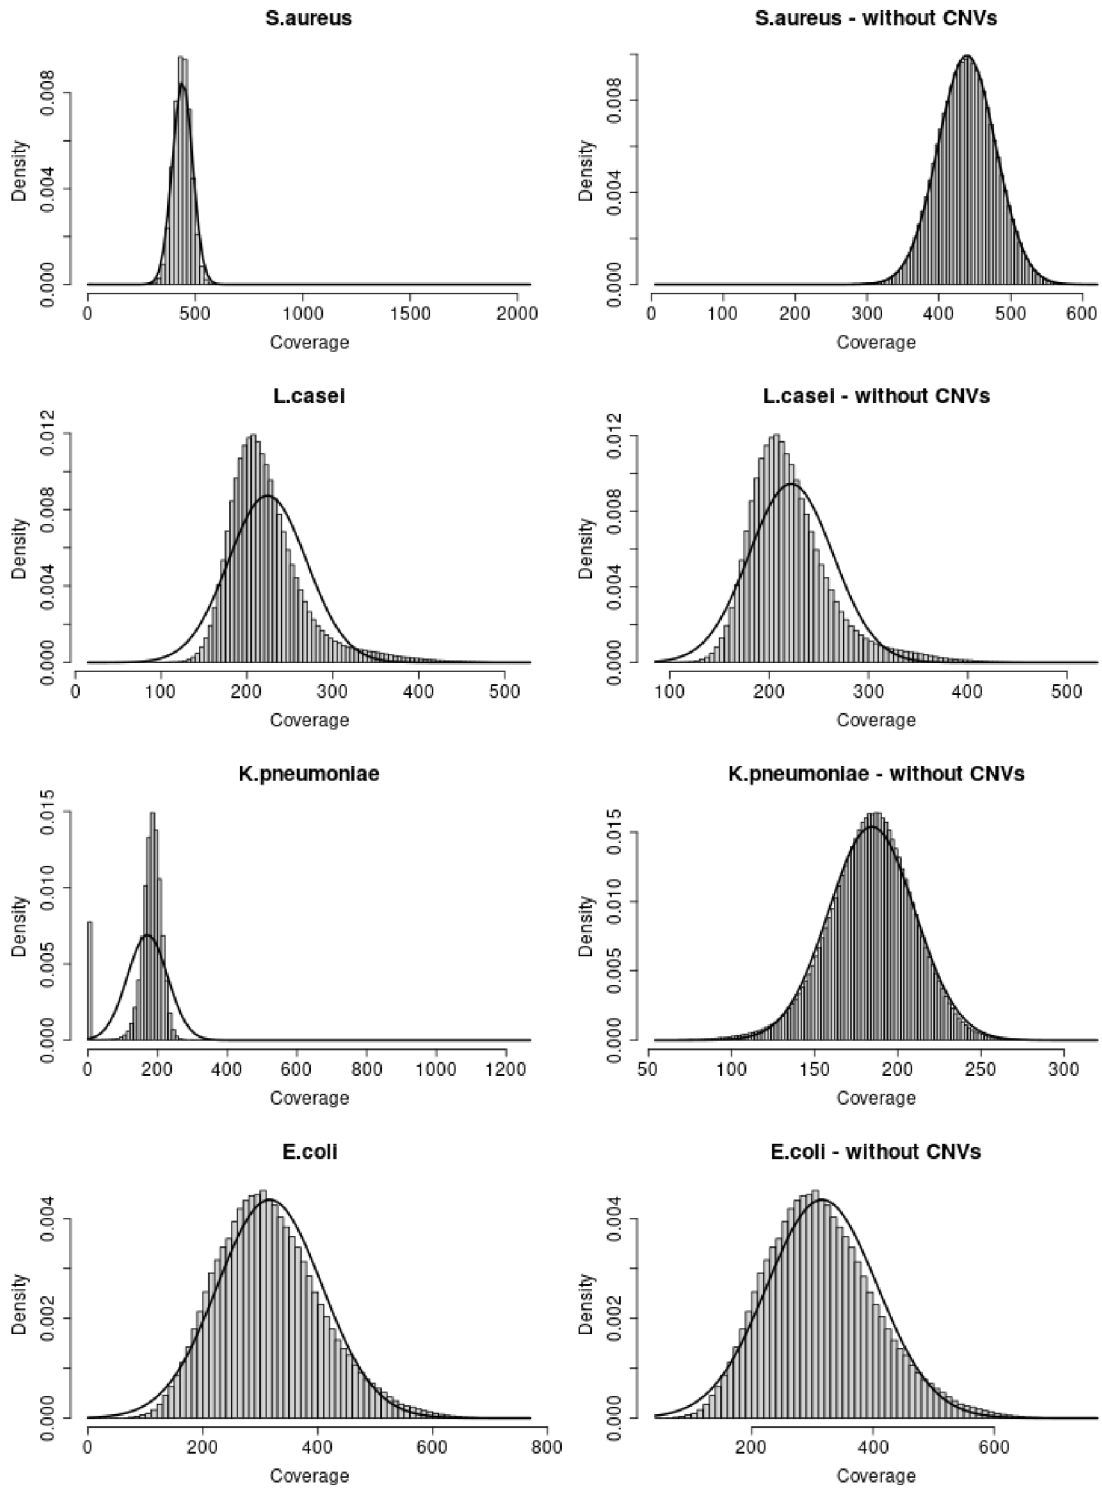 S.aureus
S.aureus - without CNVs
Density
0.000 0.004 0.008
0 500 1000 1500 2000
Coverage
Density
0.000 0.004 0.008
0 100 200 300 400 500 600
Coverage
L.casei
L.casei - without CNVs
Density
0.000 0.004 0.008 0.012
0 100 200 300 400 500
Coverage
Density
0.000 0.004 0.008 0.012
100 200 300 400 500
Coverage
K.pneumoniae
K.pneumoniae - without CNVs
Density
0.000 0.005 0.010 0.015
0 200 400 600 800 1000 1200
Coverage
Density
0.000 0.005 0.010 0.015
50 100 150 200 250 300
Coverage
E.coli
E.coli - without CNVs
Density
0.000 0.002 0.004
0 200 400 600 800
Coverage
Density
0.000 0.002 0.004
200 400 600
Coverage